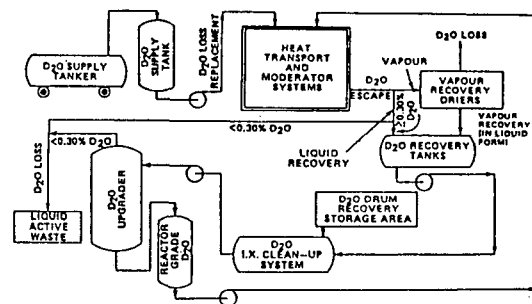 D₂O SUPPLY
TANKER
D₂O
SUPPLY
TANK
D₂O LOSS
REPLACEMENT
HEAT
TRANSPORT
AND
MODERATOR
SYSTEMS
D₂O
ESCAPE
VAPOUR
D₂O LOSS
VAPOUR
RECOVERY
DRIERS
≥0.30%
D₂O
VAPOUR
RECOVERY
(IN LIQUID
FORM)
LIQUID
RECOVERY
D₂O RECOVERY
TANKS
<0.30% D₂O
<0.30% D₂O
D₂O LOSS
LIQUID
ACTIVE
WASTE
D₂O
UPGRADER
REACTOR
GRADE
D₂O
D₂O DRUM
RECOVERY
STORAGE AREA
D₂O
I.X. CLEAN-UP
SYSTEM